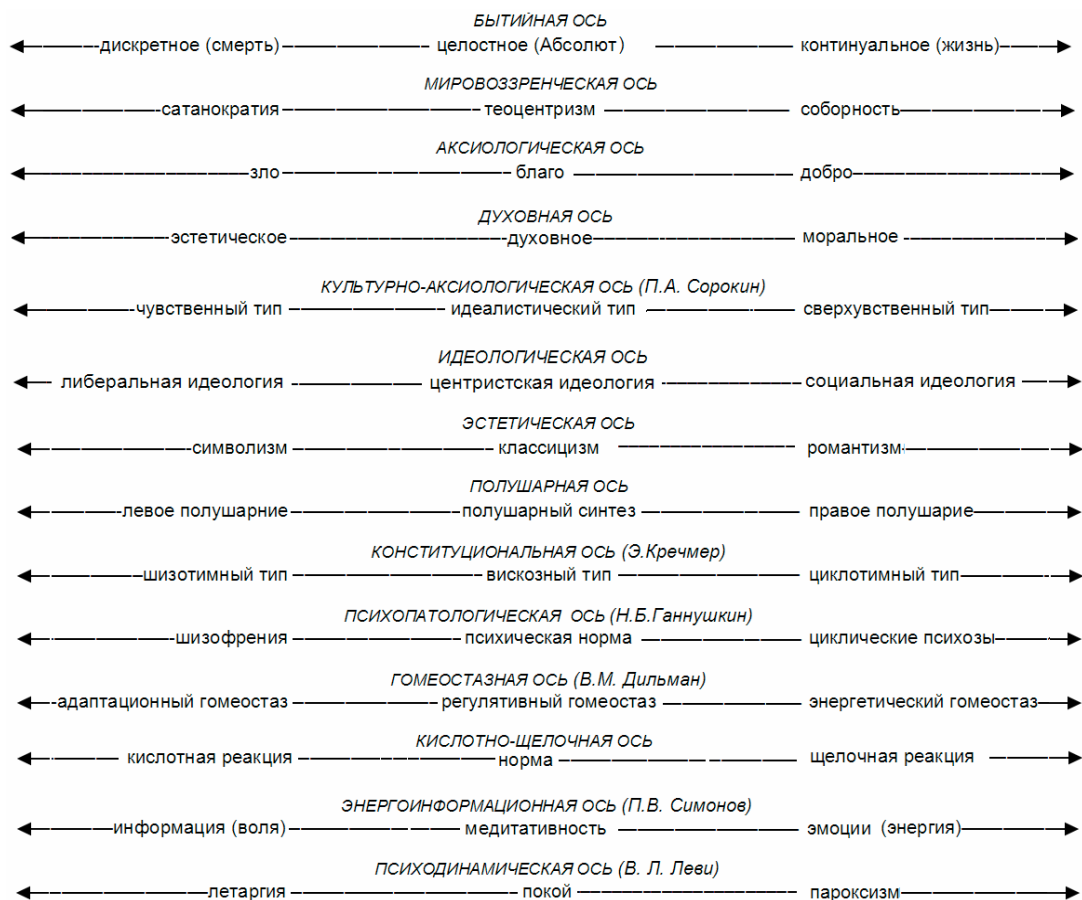 БЫТИЙНАЯ ОСЬ
дискретное (смерть) целостное (Абсолют) континуальное (жизнь)
МИРОВОЗЗРЕНЧЕСКАЯ ОСЬ
сатанократия теоцентризм соборность
АКСИОЛОГИЧЕСКАЯ ОСЬ
зло благо добро
ДУХОВНАЯ ОСЬ
эстетическое духовное моральное
КУЛЬТУРНО-АКСИОЛОГИЧЕСКАЯ ОСЬ (П.А. Сорокин)
чувственный тип идеалистический тип сверхувственный тип
ИДЕОЛОГИЧЕСКАЯ ОСЬ
либеральная идеология центристская идеология социальная идеология
ЭСТЕТИЧЕСКАЯ ОСЬ
символизм классицизм романтизм
ПОЛУШАРНАЯ ОСЬ
левое полушарние полушарный синтез правое полушарие
КОНСТИТУЦИОНАЛЬНАЯ ОСЬ (Э.Кречмер)
шизотимный тип вискозный тип циклотимный тип
ПСИХОПАТОЛОГИЧЕСКАЯ ОСЬ (Н.Б.Ганнушкин)
шизофрения психическая норма циклические психозы
ГОМЕОСТАЗНАЯ ОСЬ (В.М. Дильман)
адаптационный гомеостаз регулятивный гомеостаз энергетический гомеостаз
КИСЛОТНО-ЩЕЛОЧНАЯ ОСЬ
кислотная реакция норма щелочная реакция
ЭНЕРГОИНФОРМАЦИОННАЯ ОСЬ (П.В. Симонов)
информация (воля) медитативность эмоции (энергия)
ПСИХОДИНАМИЧЕСКАЯ ОСЬ (В. Л. Леви)
летаргия покой пароксизм